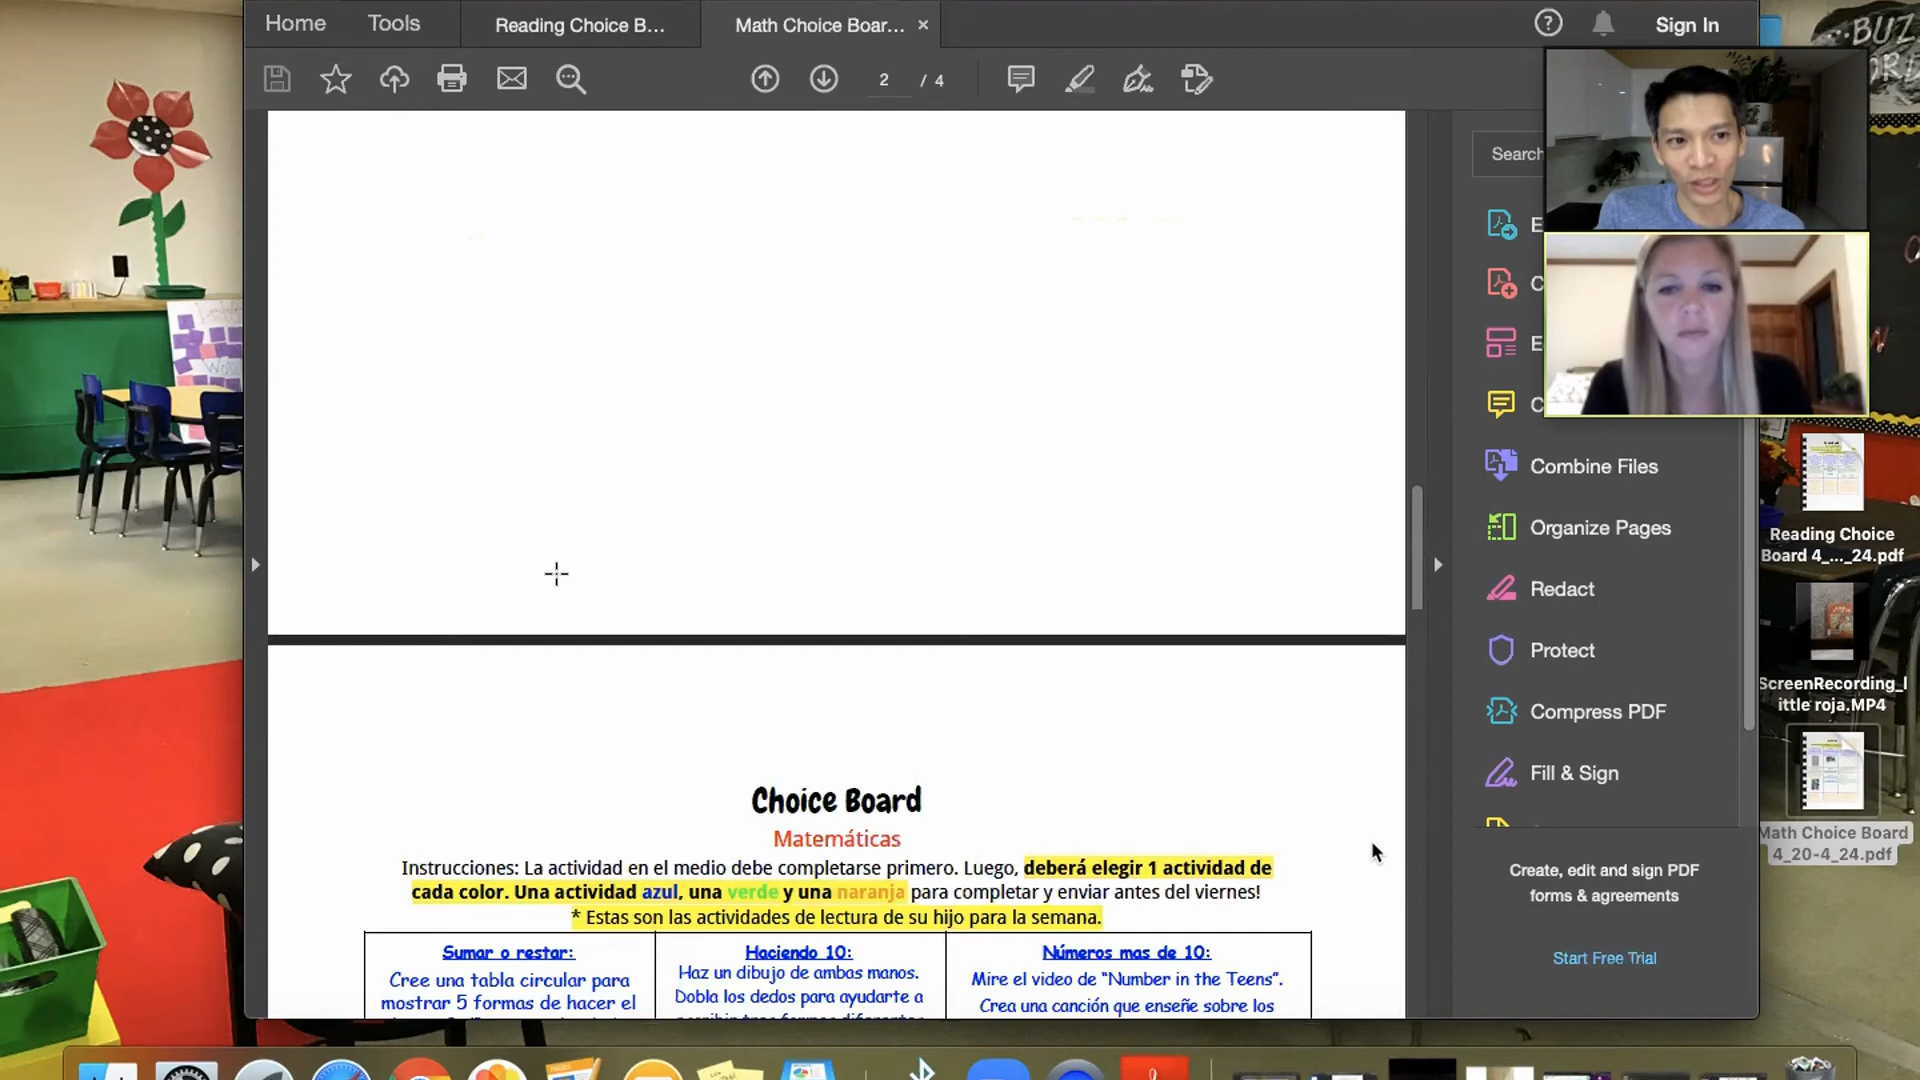 Home Tools Reading Choice B... Math Choice Boar... × Sign In
2 / 4
Search
E
C
E
C
Combine Files
Organize Pages
Redact
Protect
Compress PDF
Fill & Sign
Create, edit and sign PDF
forms & agreements
Start Free Trial
Choice Board
Matemáticas
Instrucciones: La actividad en el medio debe completarse primero. Luego, deberá elegir 1 actividad de
cada color. Una actividad azul, una verde y una naranja para completar y enviar antes del viernes!
* Estas son las actividades de lectura de su hijo para la semana.
Sumar o restar:
Cree una tabla circular para
mostrar 5 formas de hacer el
Haciendo 10:
Haz un dibujo de ambas manos.
Dobla los dedos para ayudarte a
Números mas de 10:
Mire el video de “Number in the Teens”.
Crea una canción que enseñe sobre los
Reading Choice
Board 4_..._24.pdf
ScreenRecording_l
ittle roja.MP4
Math Choice Board
4_20-4_24.pdf
BUZ